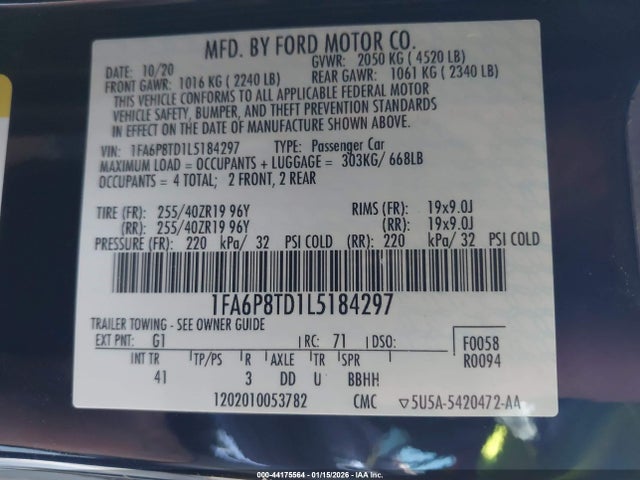 MFD. BY FORD MOTOR CO.
DATE: 10/20 GVWR: 2050 KG ( 4520 LB)
FRONT GAWR: 1016 KG ( 2240 LB) REAR GAWR: 1061 KG ( 2340 LB)
THIS VEHICLE CONFORMS TO ALL APPLICABLE FEDERAL MOTOR
VEHICLE SAFETY, BUMPER, AND THEFT PREVENTION STANDARDS
IN EFFECT ON THE DATE OF MANUFACTURE SHOWN ABOVE.
VIN: 1FA6P8TD1L5184297 TYPE: Passenger Car
MAXIMUM LOAD = OCCUPANTS + LUGGAGE = 303KG/ 668LB
OCCUPANTS = 4 TOTAL; 2 FRONT, 2 REAR
TIRE (FR): 255/40ZR19 96Y RIMS (FR): 19x9.0J
(RR): 255/40ZR19 96Y (RR): 19x9.0J
PRESSURE (FR): 220 kPa/ 32 PSI COLD (RR): 220 kPa/ 32 PSI COLD
1FA6P8TD1L5184297
TRAILER TOWING - SEE OWNER GUIDE
EXT PNT: G1 RC: 71 DSO: F0058
INT TR TP/PS R AXLE TR SPR R0094
41 3 DD U BBHH
1202010053782 CMC ▽5U5A-5420472-AA
000-44175564 | 01/15/2026 - COPYRIGHT IAA, LLC.